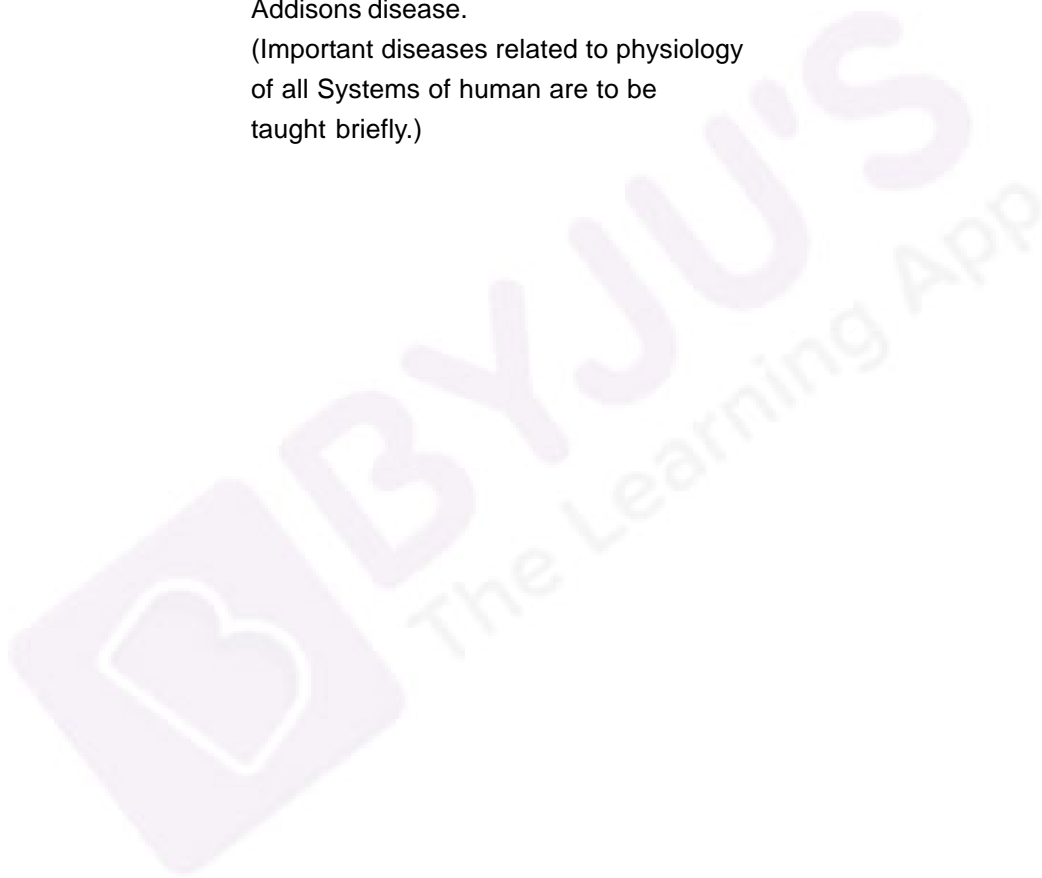 Addisons disease.
(Important diseases related to physiology
of all Systems of human are to be
taught briefly.)
BYJU'S
The Learning App